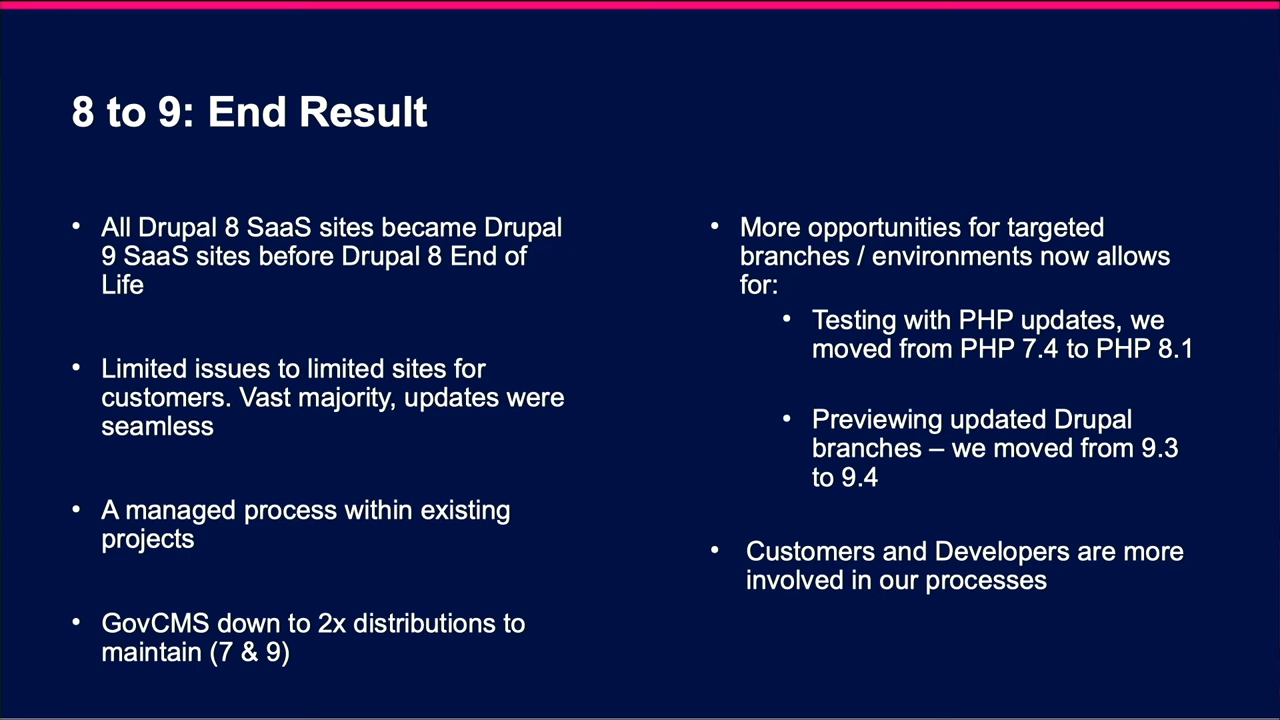 8 to 9: End Result
• All Drupal 8 SaaS sites became Drupal
9 SaaS sites before Drupal 8 End of
Life
• Limited issues to limited sites for
customers. Vast majority, updates were
seamless
• A managed process within existing
projects
• GovCMS down to 2x distributions to
maintain (7 & 9)
• More opportunities for targeted
branches / environments now allows
for:
• Testing with PHP updates, we
moved from PHP 7.4 to PHP 8.1
• Previewing updated Drupal
branches – we moved from 9.3
to 9.4
• Customers and Developers are more
involved in our processes